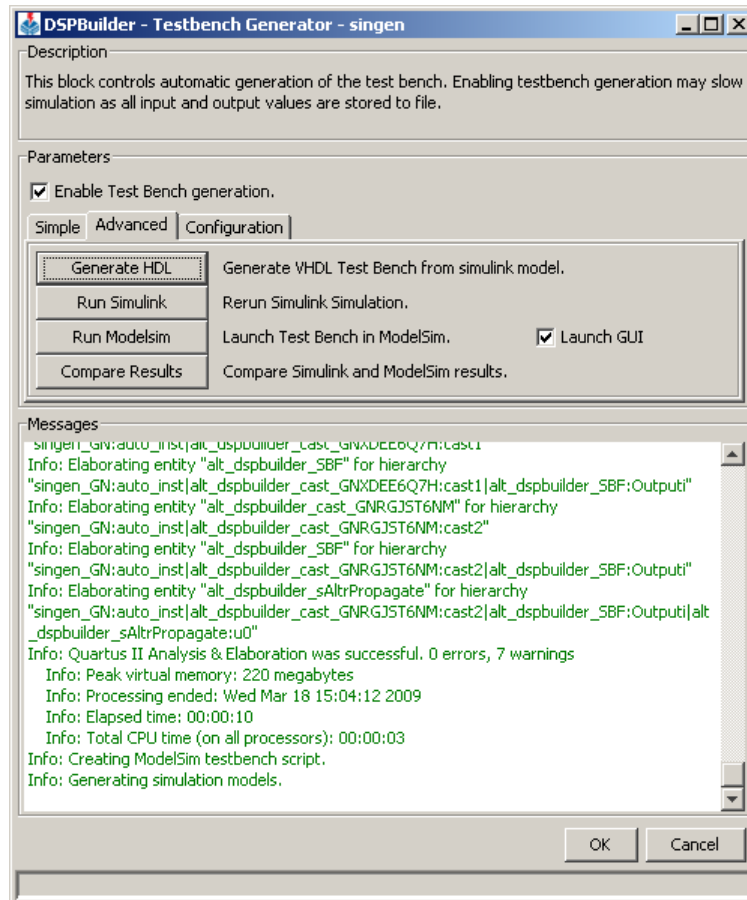 DSPBuilder - Testbench Generator - singen
Description
This block controls automatic generation of the test bench. Enabling testbench generation may slow
simulation as all input and output values are stored to file.
Parameters
Enable Test Bench generation.
Simple Advanced Configuration
Generate HDL Generate VHDL Test Bench from simulink model.
Run Simulink Rerun Simulink Simulation.
Run Modelsim Launch Test Bench in ModelSim. Launch GUI
Compare Results Compare Simulink and ModelSim results.
Messages
"singen_GN:auto_inst|alt_dspbuilder_cast_GNXDEE6Q7H:cast1"
Info: Elaborating entity "alt_dspbuilder_SBF" for hierarchy
"singen_GN:auto_inst|alt_dspbuilder_cast_GNXDEE6Q7H:cast1|alt_dspbuilder_SBF:Outputi"
Info: Elaborating entity "alt_dspbuilder_cast_GNRGJST6NM" for hierarchy
"singen_GN:auto_inst|alt_dspbuilder_cast_GNRGJST6NM:cast2"
Info: Elaborating entity "alt_dspbuilder_SBF" for hierarchy
"singen_GN:auto_inst|alt_dspbuilder_cast_GNRGJST6NM:cast2|alt_dspbuilder_SBF:Outputi"
Info: Elaborating entity "alt_dspbuilder_sAltrPropagate" for hierarchy
"singen_GN:auto_inst|alt_dspbuilder_cast_GNRGJST6NM:cast2|alt_dspbuilder_SBF:Outputi|alt
_dspbuilder_sAltrPropagate:u0"
Info: Quartus II Analysis & Elaboration was successful. 0 errors, 7 warnings
Info: Peak virtual memory: 220 megabytes
Info: Processing ended: Wed Mar 18 15:04:12 2009
Info: Elapsed time: 00:00:10
Info: Total CPU time (on all processors): 00:00:03
Info: Creating ModelSim testbench script.
Info: Generating simulation models.
OK Cancel